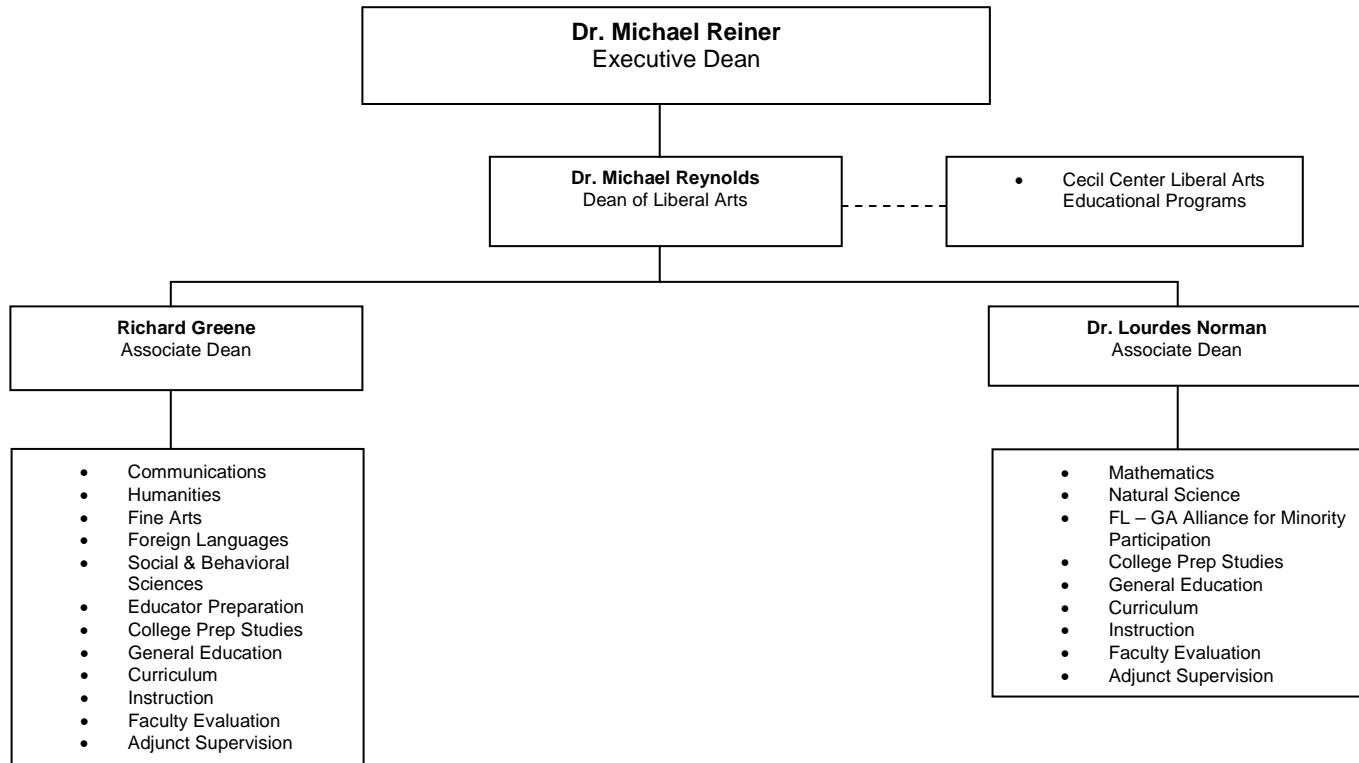 Dr. Michael Reiner
Executive Dean
Dr. Michael Reynolds
Dean of Liberal Arts
• Cecil Center Liberal Arts
Educational Programs
Richard Greene
Associate Dean
Dr. Lourdes Norman
Associate Dean
• Communications
• Humanities
• Fine Arts
• Foreign Languages
• Social & Behavioral
Sciences
• Educator Preparation
• College Prep Studies
• General Education
• Curriculum
• Instruction
• Faculty Evaluation
• Adjunct Supervision
• Mathematics
• Natural Science
• FL – GA Alliance for Minority
Participation
• College Prep Studies
• General Education
• Curriculum
• Instruction
• Faculty Evaluation
• Adjunct Supervision